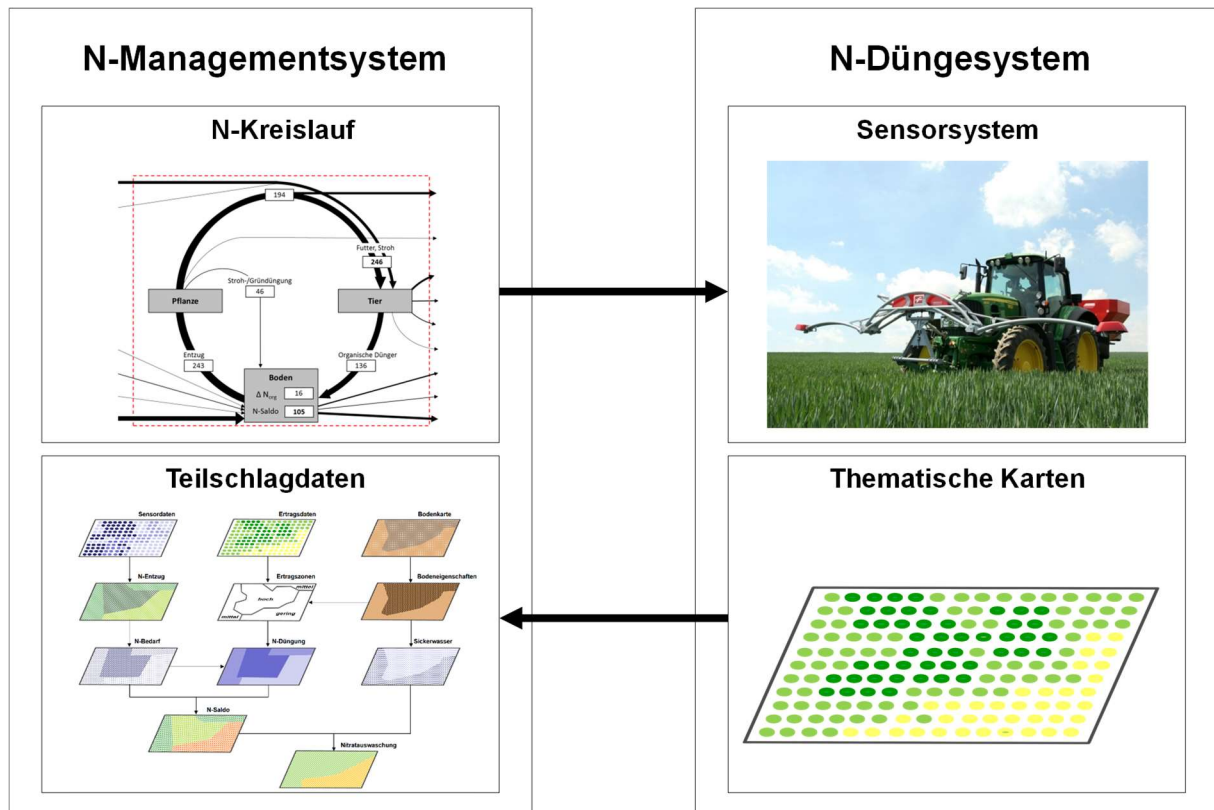 N-Managementsystem
N-Kreislauf
194
Futter, Stroh
246
Stroh-/Gründüngung
46
Pflanze
Tier
Entzug
243
Organische Dünger
136
Boden
Δ Norg
16
N-Saldo
105
Teilschlagdaten
Sensordaten
Ertragsdaten
Bodenkarte
N-Entzug
Ertragszonen
Bodeneigenschaften
mittel
hoch
mittel
gering
N-Bedarf
N-Düngung
Sickerwasser
N-Saldo
Nitratauswaschung
N-Düngesystem
Sensorsystem
Thematische Karten